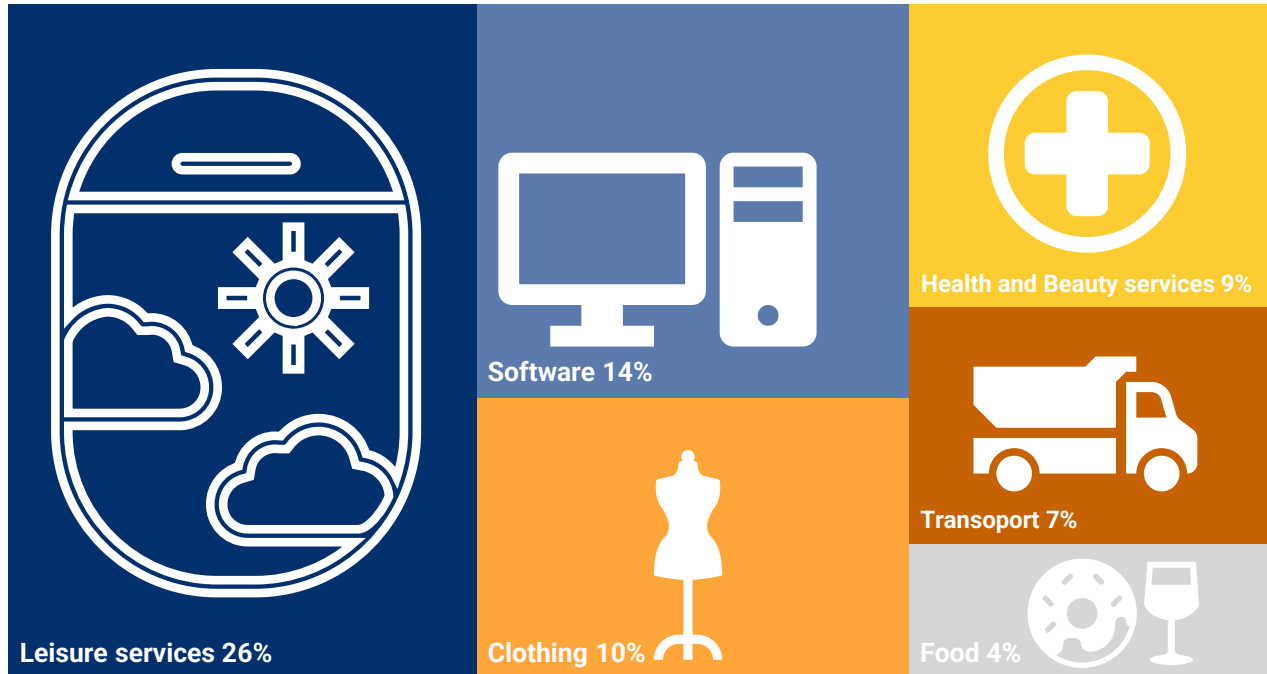 Leisure services 26%
Software 14%
Clothing 10%
Health and Beauty services 9%
Transoport 7%
Food 4%